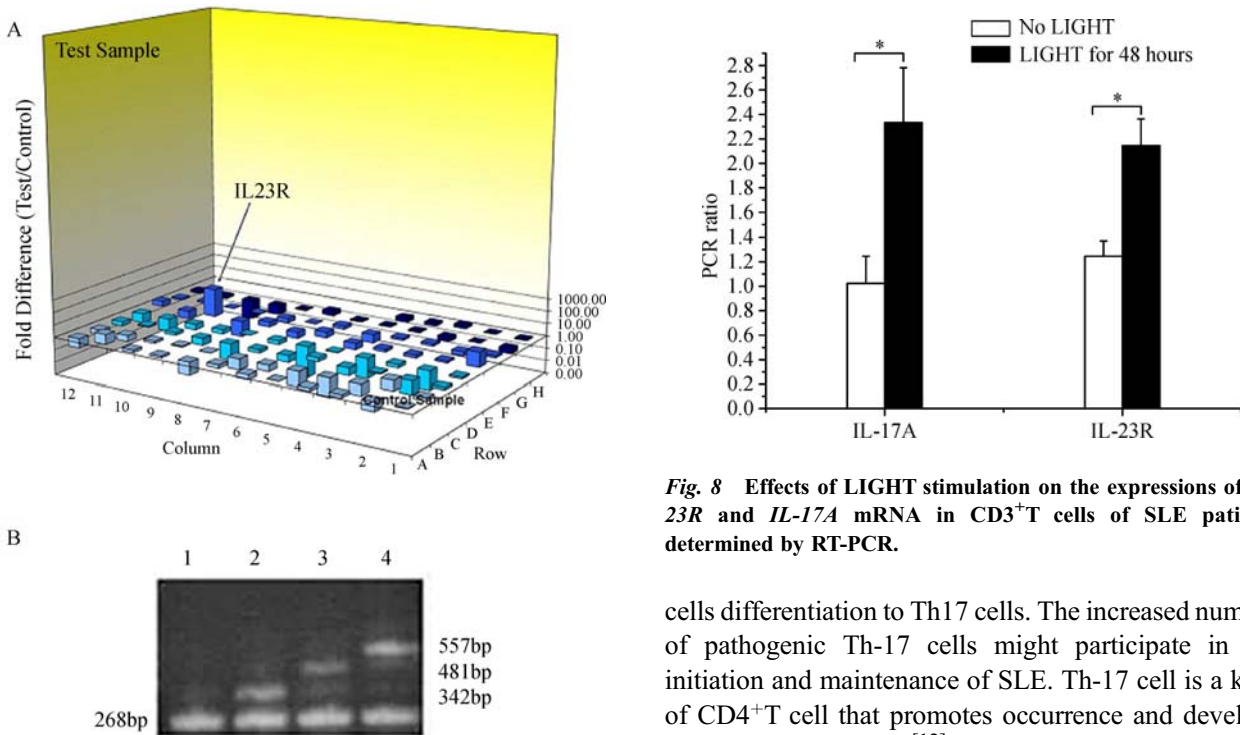 A
Test Sample
Fold Difference (Test/Control)
IL23R
1000.00
100.00
10.00
1.00
0.10
0.01
0.00
Control Sample
12 11 10 9 8 7 6 5 4 3 2 1
Column
A B C D E F G H
Row
B
1 2 3 4
557bp
481bp
342bp
268bp
No LIGHT
LIGHT for 48 hours
PCR ratio
2.8
2.6
2.4
2.2
2.0
1.8
1.6
1.4
1.2
1.0
0.8
0.6
0.4
0.2
0.0
* *
IL-17A IL-23R
Fig. 8 Effects of LIGHT stimulation on the expressions of
23R and IL-17A mRNA in CD3+T cells of SLE pati
determined by RT-PCR.
cells differentiation to Th17 cells. The increased num
of pathogenic Th-17 cells might participate in
initiation and maintenance of SLE. Th-17 cell is a k
of CD4+T cell that promotes occurrence and devel